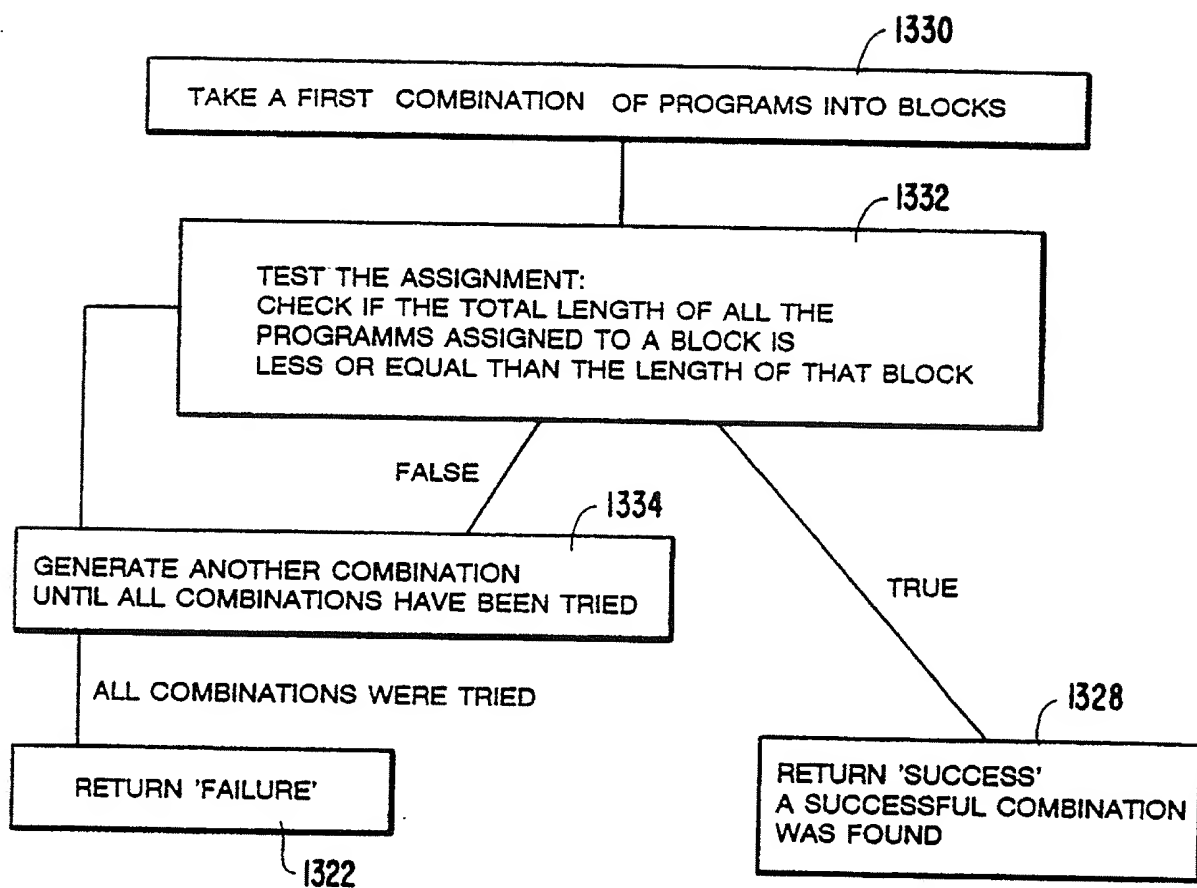 1330
TAKE A FIRST COMBINATION OF PROGRAMS INTO BLOCKS
1332
TEST THE ASSIGNMENT:
CHECK IF THE TOTAL LENGTH OF ALL THE
PROGRAMMS ASSIGNED TO A BLOCK IS
LESS OR EQUAL THAN THE LENGTH OF THAT BLOCK
FALSE
1334
GENERATE ANOTHER COMBINATION
UNTIL ALL COMBINATIONS HAVE BEEN TRIED
TRUE
ALL COMBINATIONS WERE TRIED
1328
RETURN 'FAILURE'
1322
RETURN 'SUCCESS'
A SUCCESSFUL COMBINATION
WAS FOUND